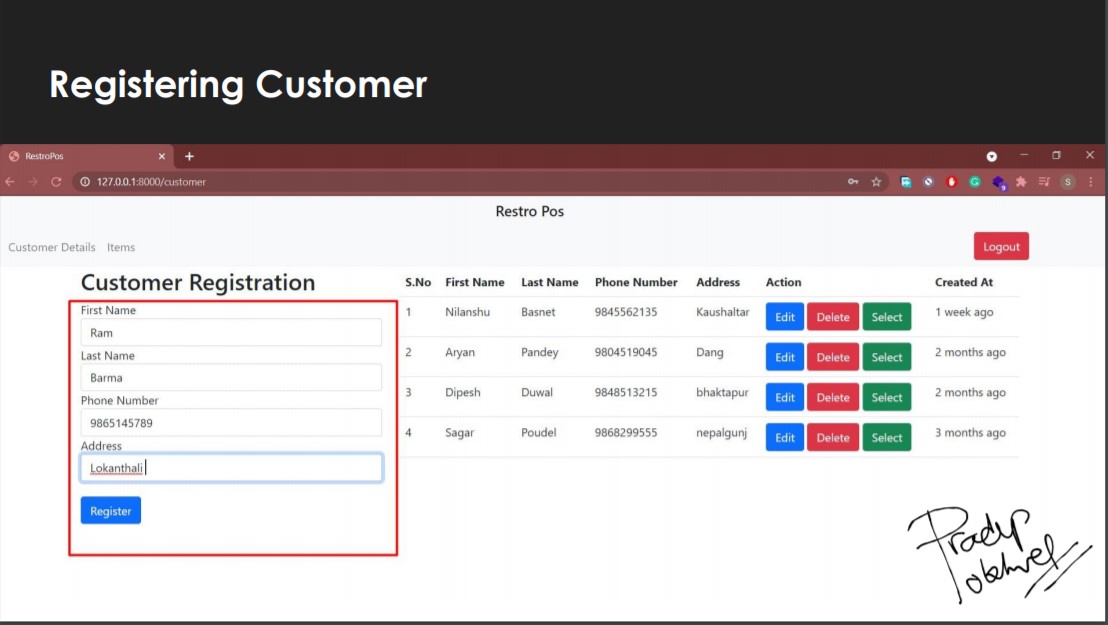 Registering Customer
RestroPos
127.0.0.1:8000/customer
S
9
Restro Pos
Customer Details Items
Logout
Customer Registration
First Name
Ram
Last Name
Barma
Phone Number
9865145789
Address
Lokanthali
Register
S.No First Name Last Name Phone Number Address Action Created At
1 Nilanshu Basnet 9845562135 Kaushaltar Edit Delete Select 1 week ago
2 Aryan Pandey 9804519045 Dang Edit Delete Select 2 months ago
3 Dipesh Duwal 9848513215 bhaktapur Edit Delete Select 2 months ago
4 Sagar Poudel 9868299555 nepalgunj Edit Delete Select 3 months ago
Pradip